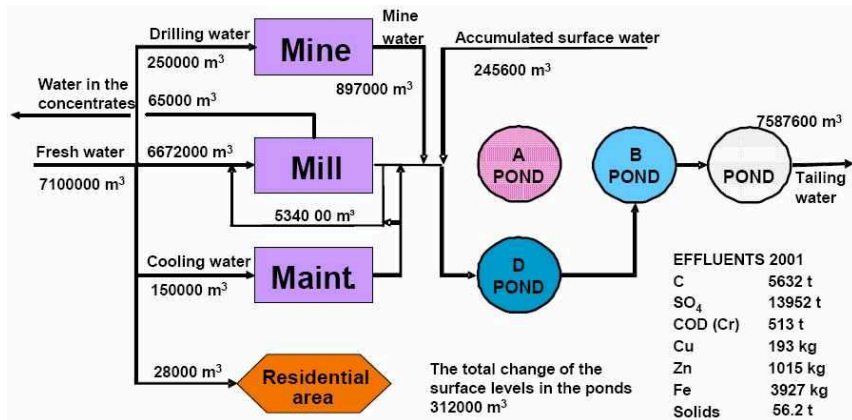 Drilling water
250000 m³
Mine
Mine
water
897000 m³
Accumulated surface water
245600 m³
Water in the
concentrates
65000 m³
Fresh water
7100000 m³
6672000 m³
Mill
5340 00 m³
A
POND
B
POND
POND
7587600 m³
Tailing
water
Cooling water
150000 m³
Maint.
D
POND
28000 m³
Residential
area
The total change of the
surface levels in the ponds
312000 m³
EFFLUENTS 2001
C 5632 t
SO₄ 13952 t
COD (Cr) 513 t
Cu 193 kg
Zn 1015 kg
Fe 3927 kg
Solids 56.2 t